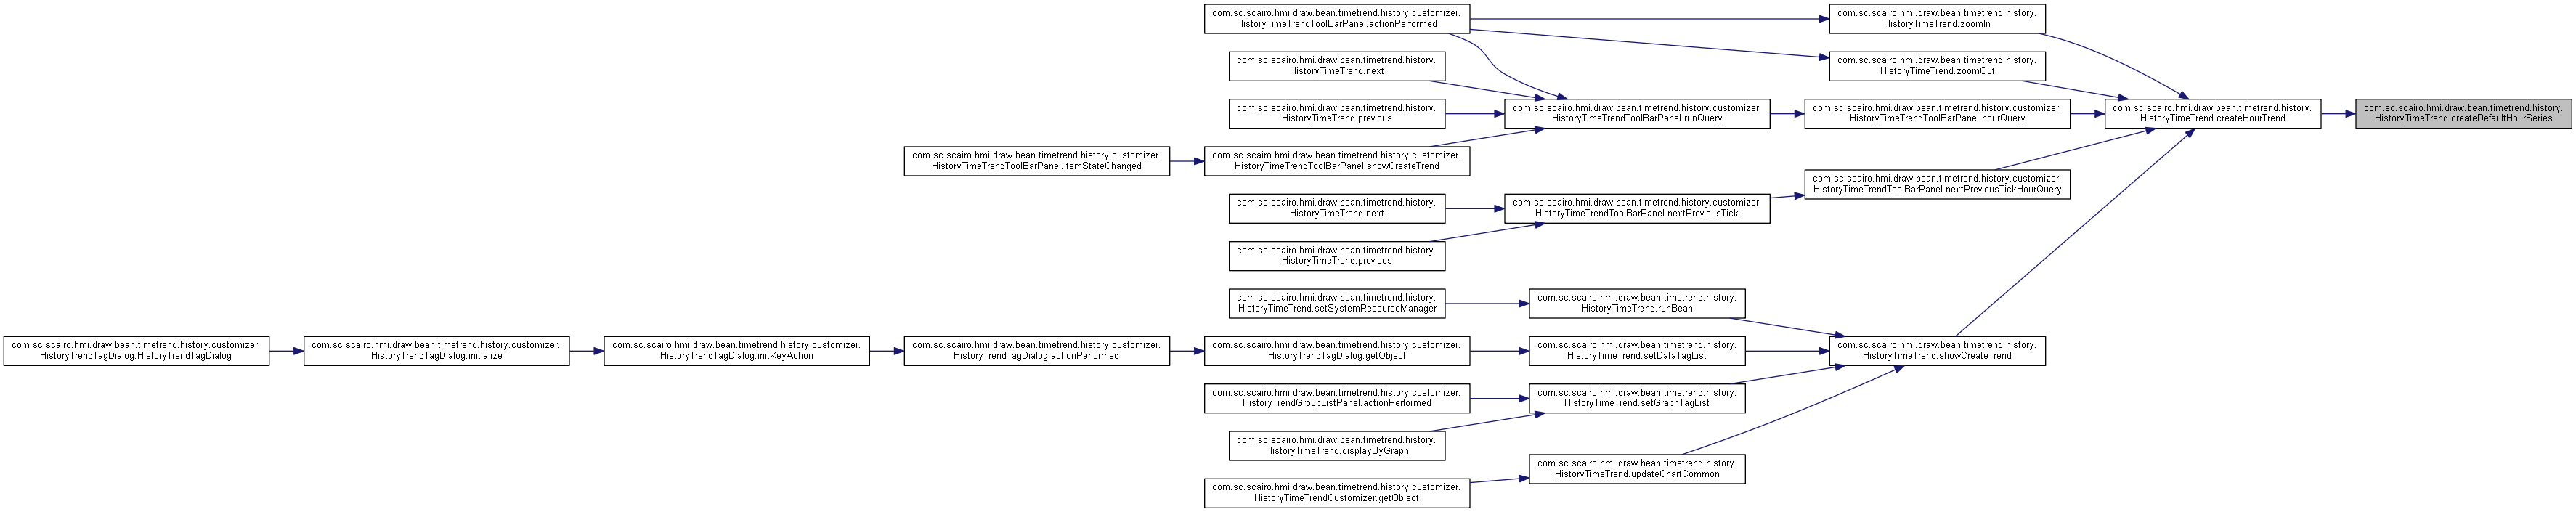 com.sc.scairo.hmi.draw.bean.timetrend.history.customizer.
HistoryTimeTrendToolBarPanel.actionPerformed
com.sc.scairo.hmi.draw.bean.timetrend.history.
HistoryTimeTrend.zoomIn
com.sc.scairo.hmi.draw.bean.timetrend.history.
HistoryTimeTrend.next
com.sc.scairo.hmi.draw.bean.timetrend.history.
HistoryTimeTrend.zoomOut
com.sc.scairo.hmi.draw.bean.timetrend.history.
HistoryTimeTrend.previous
com.sc.scairo.hmi.draw.bean.timetrend.history.customizer.
HistoryTimeTrendToolBarPanel.runQuery
com.sc.scairo.hmi.draw.bean.timetrend.history.customizer.
HistoryTimeTrendToolBarPanel.hourQuery
com.sc.scairo.hmi.draw.bean.timetrend.history.
HistoryTimeTrend.createHourTrend
com.sc.scairo.hmi.draw.bean.timetrend.history.
HistoryTimeTrend.createDefaultHourSeries
com.sc.scairo.hmi.draw.bean.timetrend.history.customizer.
HistoryTimeTrendToolBarPanel.itemStateChanged
com.sc.scairo.hmi.draw.bean.timetrend.history.customizer.
HistoryTimeTrendToolBarPanel.showCreateTrend
com.sc.scairo.hmi.draw.bean.timetrend.history.customizer.
HistoryTimeTrendToolBarPanel.nextPreviousTickHourQuery
com.sc.scairo.hmi.draw.bean.timetrend.history.
HistoryTimeTrend.next
com.sc.scairo.hmi.draw.bean.timetrend.history.customizer.
HistoryTimeTrendToolBarPanel.nextPreviousTick
com.sc.scairo.hmi.draw.bean.timetrend.history.
HistoryTimeTrend.previous
com.sc.scairo.hmi.draw.bean.timetrend.history.
HistoryTimeTrend.setSystemResourceManager
com.sc.scairo.hmi.draw.bean.timetrend.history.
HistoryTimeTrend.runBean
com.sc.scairo.hmi.draw.bean.timetrend.history.customizer.
HistoryTrendTagDialog.HistoryTrendTagDialog
com.sc.scairo.hmi.draw.bean.timetrend.history.customizer.
HistoryTrendTagDialog.initialize
com.sc.scairo.hmi.draw.bean.timetrend.history.customizer.
HistoryTrendTagDialog.initKeyAction
com.sc.scairo.hmi.draw.bean.timetrend.history.customizer.
HistoryTrendTagDialog.actionPerformed
com.sc.scairo.hmi.draw.bean.timetrend.history.customizer.
HistoryTrendTagDialog.getObject
com.sc.scairo.hmi.draw.bean.timetrend.history.
HistoryTimeTrend.setDataTagList
com.sc.scairo.hmi.draw.bean.timetrend.history.
HistoryTimeTrend.showCreateTrend
com.sc.scairo.hmi.draw.bean.timetrend.history.customizer.
HistoryTrendGroupListPanel.actionPerformed
com.sc.scairo.hmi.draw.bean.timetrend.history.
HistoryTimeTrend.setGraphTagList
com.sc.scairo.hmi.draw.bean.timetrend.history.
HistoryTimeTrend.displayByGraph
com.sc.scairo.hmi.draw.bean.timetrend.history.
HistoryTimeTrend.updateChartCommon
com.sc.scairo.hmi.draw.bean.timetrend.history.customizer.
HistoryTimeTrendCustomizer.getObject